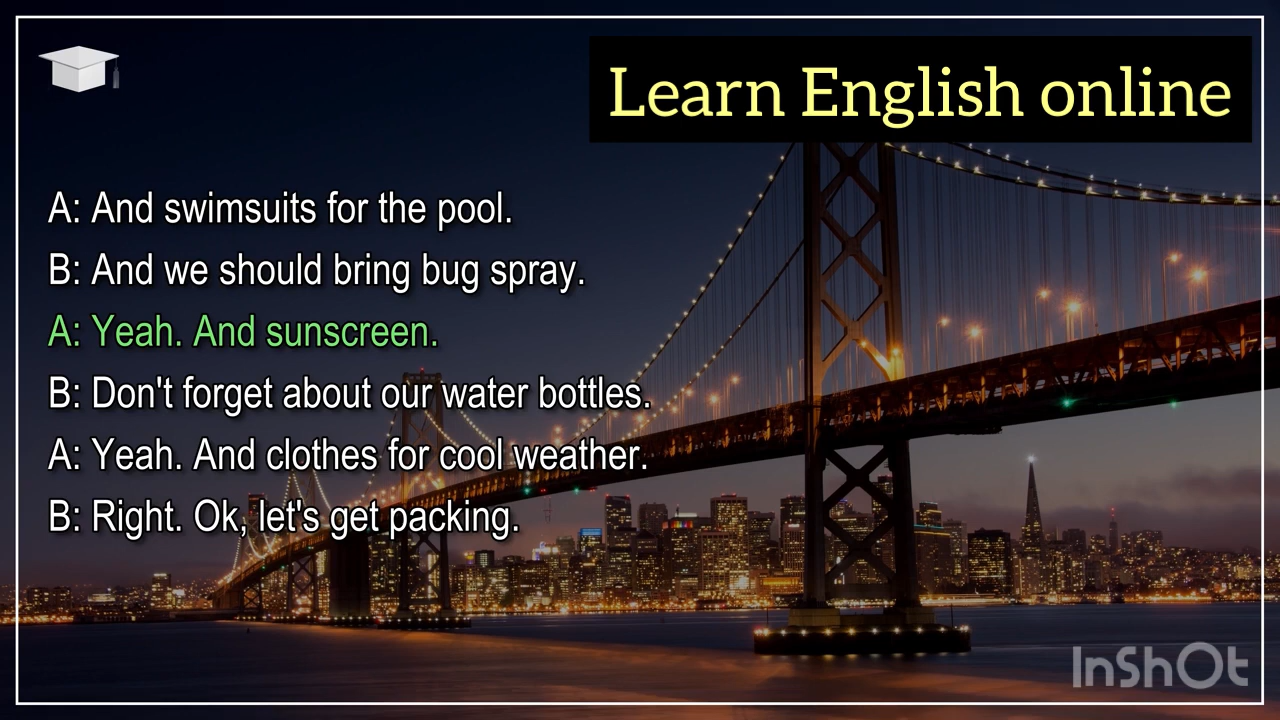 Learn English online
A: And swimsuits for the pool.
B: And we should bring bug spray.
A: Yeah. And sunscreen.
B: Don't forget about our water bottles.
A: Yeah. And clothes for cool weather.
B: Right. Ok, let's get packing.
InShOt